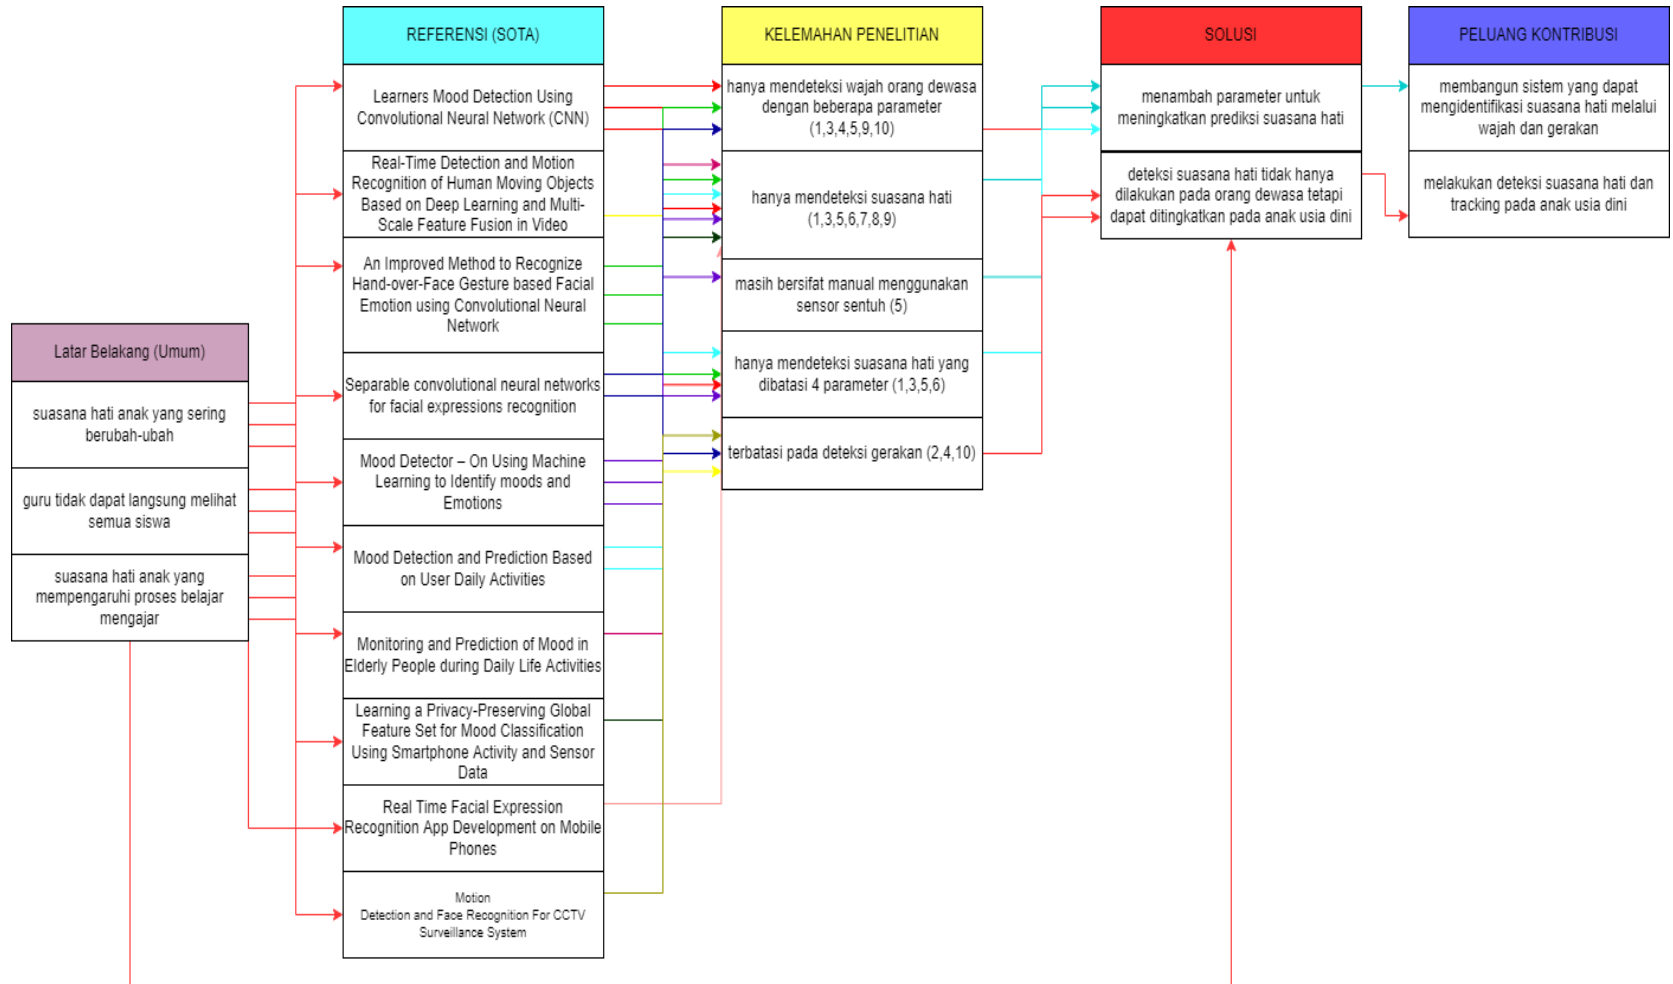 Latar Belakang (Umum)
suasana hati anak yang sering
berubah-ubah
guru tidak dapat langsung melihat
semua siswa
suasana hati anak yang
mempengaruhi proses belajar
mengajar
REFERENSI (SOTA)
Learners Mood Detection Using
Convolutional Neural Network (CNN)
Real-Time Detection and Motion
Recognition of Human Moving Objects
Based on Deep Learning and Multi-
Scale Feature Fusion in Video
An Improved Method to Recognize
Hand-over-Face Gesture based Facial
Emotion using Convolutional Neural
Network
Separable convolutional neural networks
for facial expressions recognition
Mood Detector – On Using Machine
Learning to Identify moods and
Emotions
Mood Detection and Prediction Based
on User Daily Activities
Monitoring and Prediction of Mood in
Elderly People during Daily Life Activities
Learning a Privacy-Preserving Global
Feature Set for Mood Classification
Using Smartphone Activity and Sensor
Data
Real Time Facial Expression
Recognition App Development on Mobile
Phones
Motion
Detection and Face Recognition For CCTV
Surveillance System
KELEMAHAN PENELITIAN
hanya mendeteksi wajah orang dewasa
dengan beberapa parameter
(1,3,4,5,9,10)
hanya mendeteksi suasana hati
(1,3,5,6,7,8,9)
masih bersifat manual menggunakan
sensor sentuh (5)
hanya mendeteksi suasana hati yang
dibatasi 4 parameter (1,3,5,6)
terbatasi pada deteksi gerakan (2,4,10)
SOLUSI
menambah parameter untuk
meningkatkan prediksi suasana hati
deteksi suasana hati tidak hanya
dilakukan pada orang dewasa tetapi
dapat ditingkatkan pada anak usia dini
PELUANG KONTRIBUSI
membangun sistem yang dapat
mengidentifikasi suasana hati melalui
wajah dan gerakan
melakukan deteksi suasana hati dan
tracking pada anak usia dini